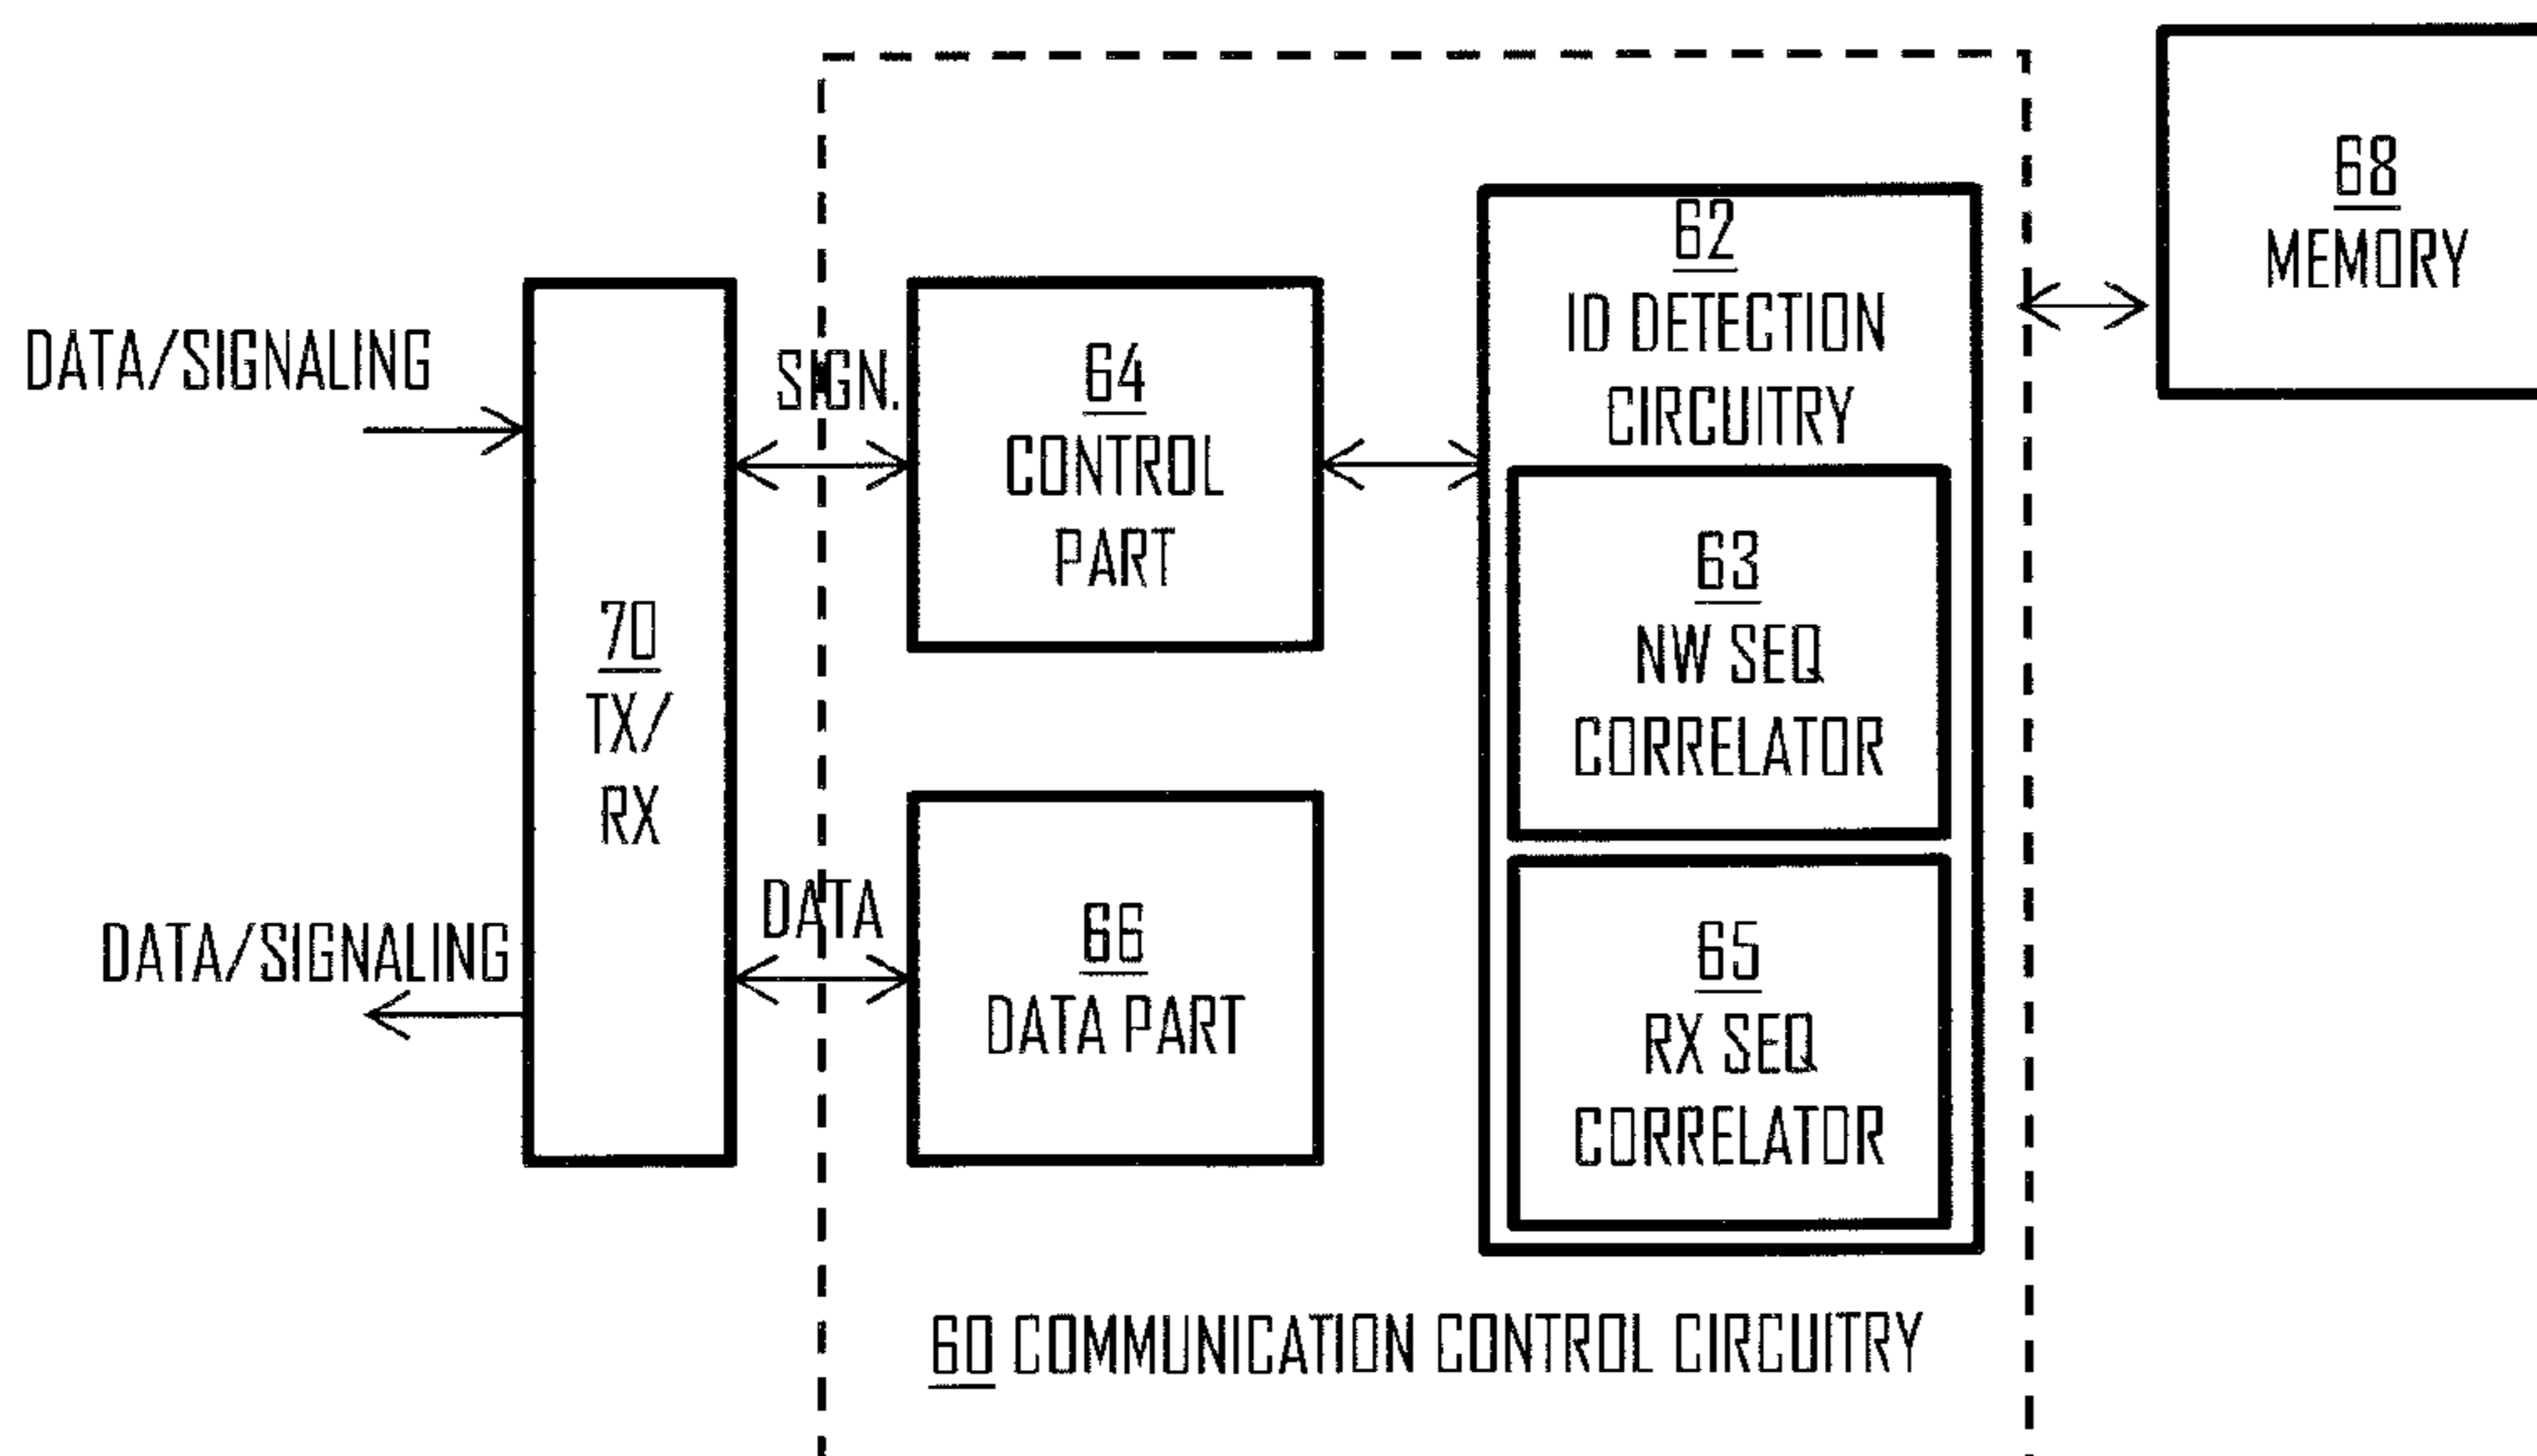 DATA/SIGNALING
SIGN.
64
CONTROL
PART
62
ID DETECTION
CIRCUITRY
68
MEMORY
70
TX/
RX
63
NW SEQ
CORRELATOR
DATA/SIGNALING
DATA
66
DATA PART
65
RX SEQ
CORRELATOR
60 COMMUNICATION CONTROL CIRCUITRY